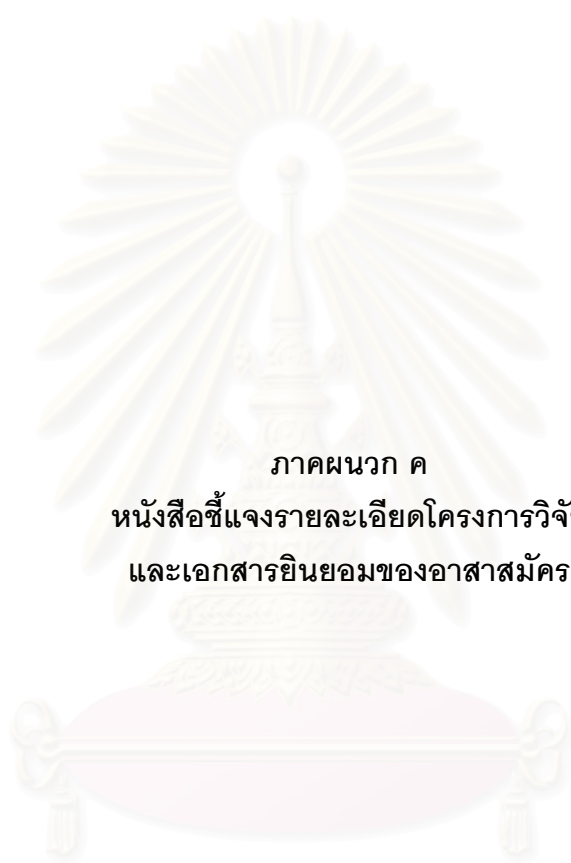 ภาคผนวก ค
หนังสือชี้แจงรายละเอียดโครงการวิจั
และเอกสารยินยอมของอาสาสมัคร